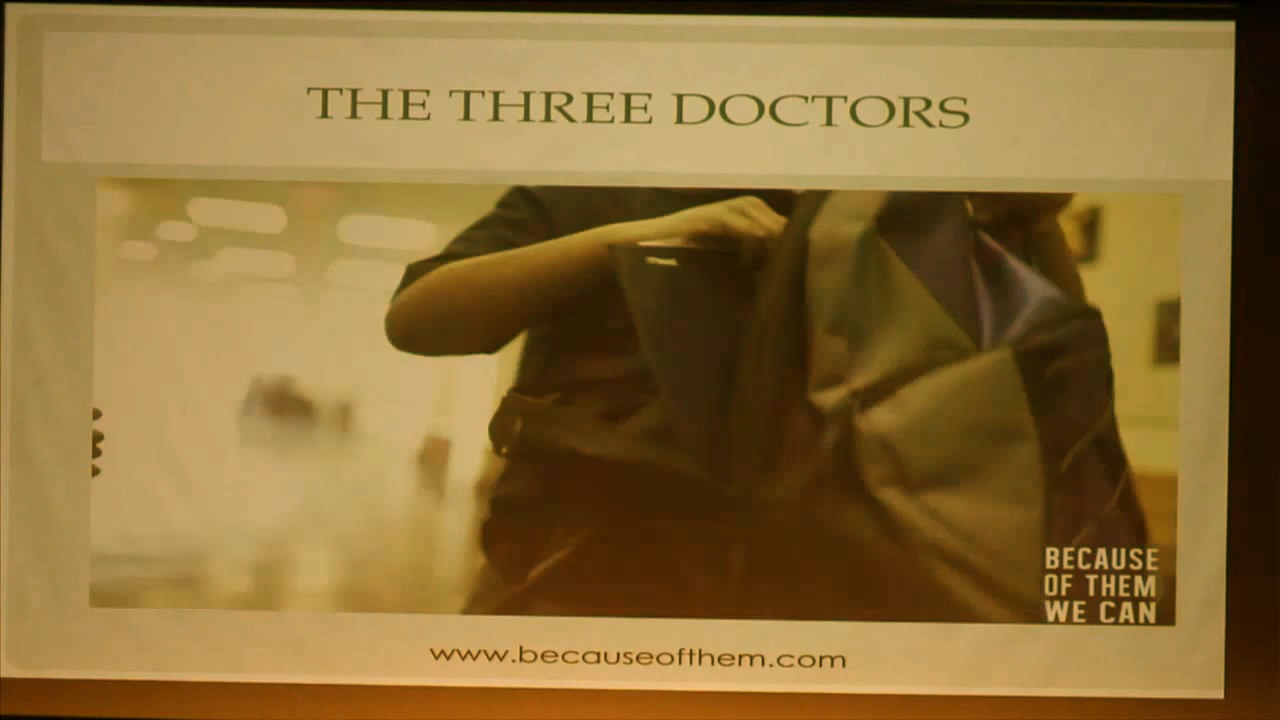 THE THREE DOCTORS
BECAUSE
OF THEM
WE CAN
www.becauseofthem.com